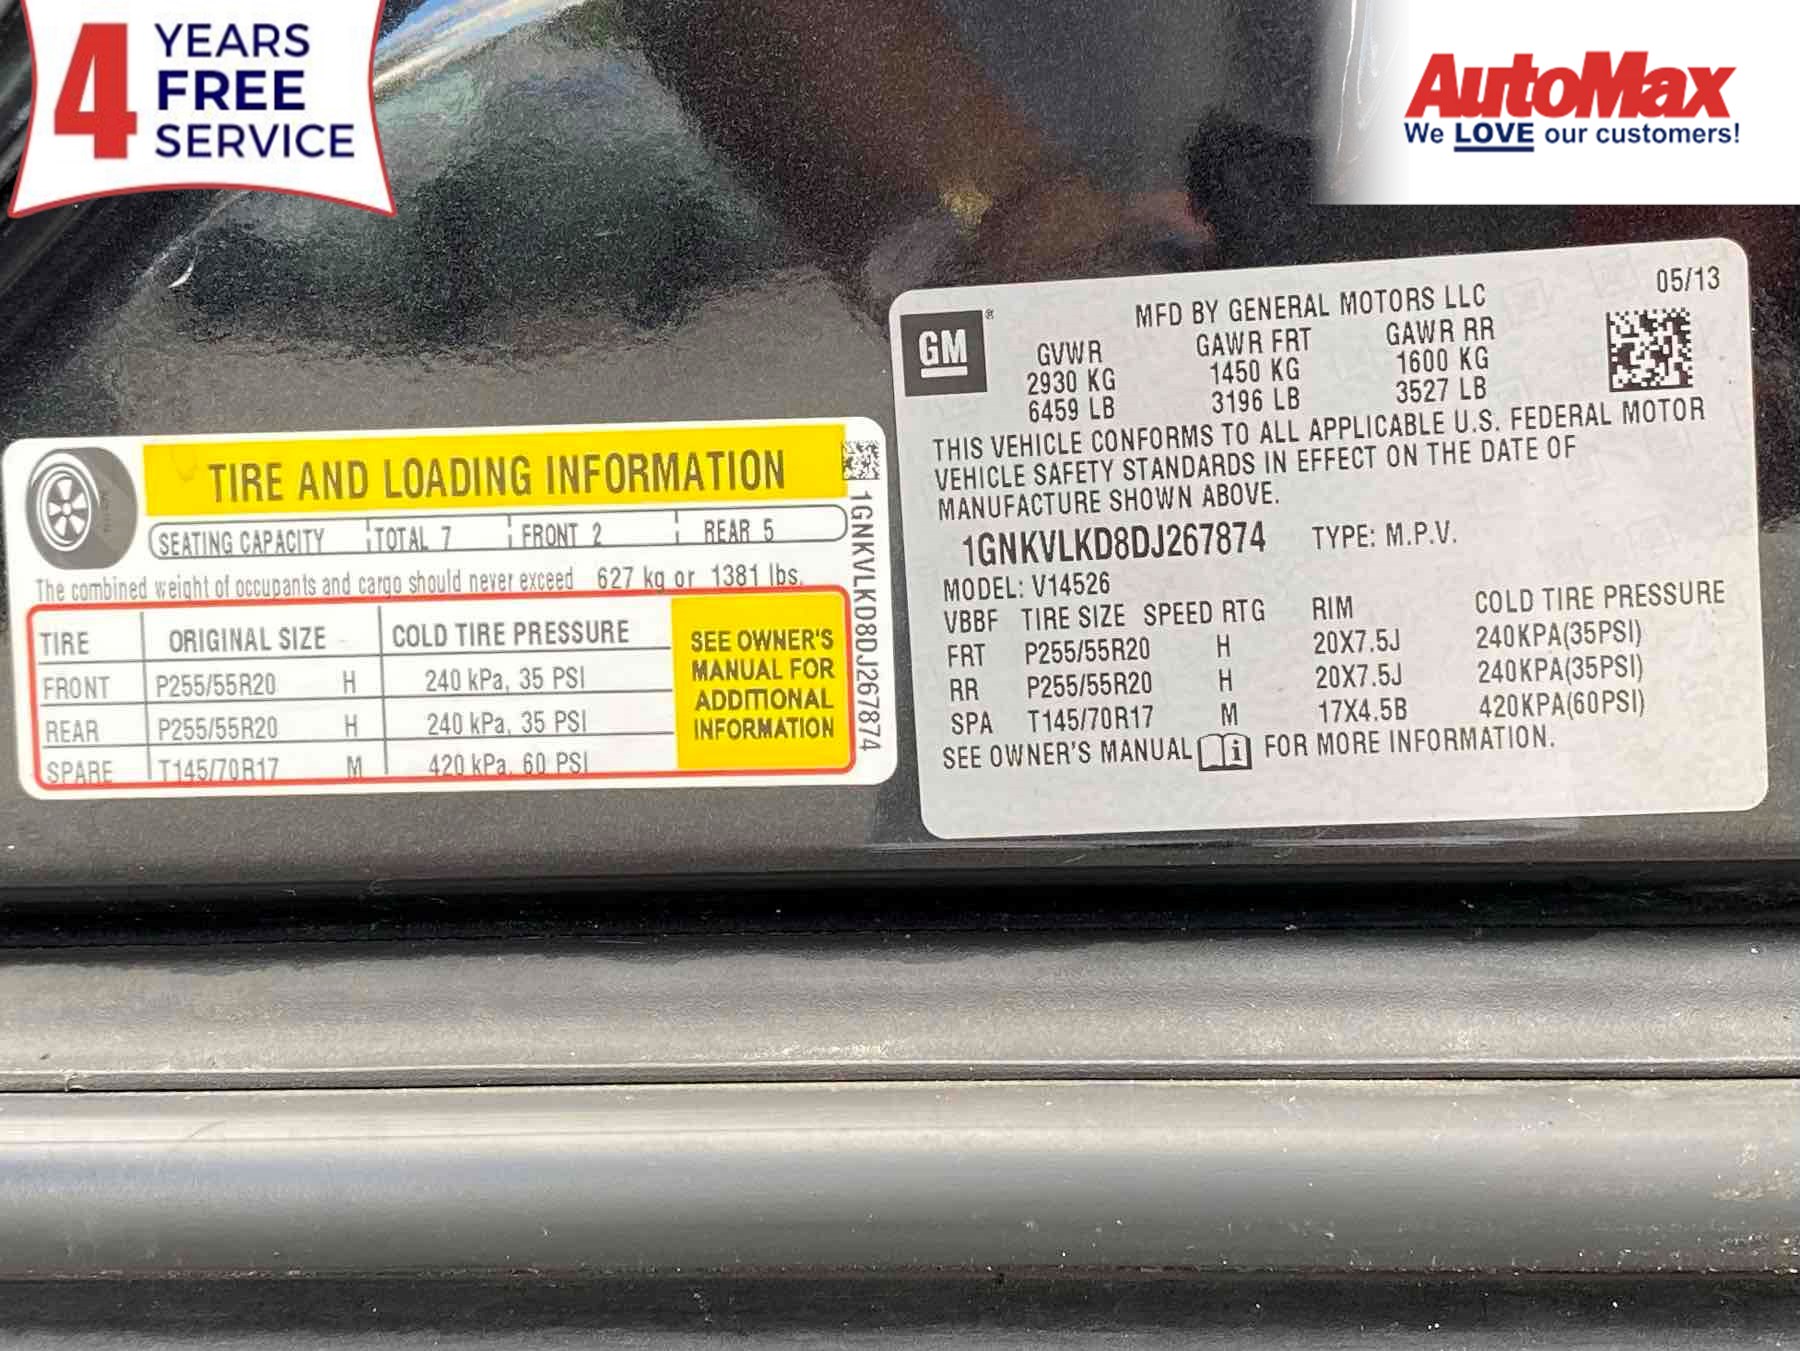 4 YEARS
FREE
SERVICE
AutoMax
We LOVE our customers!
TIRE AND LOADING INFORMATION
SEATING CAPACITY TOTAL 7 FRONT 2 REAR 5
The combined weight of occupants and cargo should never exceed 627 kg or 1381 lbs.
TIRE ORIGINAL SIZE COLD TIRE PRESSURE
FRONT P255/55R20 H 240 kPa, 35 PSI
REAR P255/55R20 H 240 kPa, 35 PSI
SPARE T145/70R17 M 420 kPa, 60 PSI
SEE OWNER'S
MANUAL FOR
ADDITIONAL
INFORMATION
1GNKVLKD8DJ267874
GM®
MFD BY GENERAL MOTORS LLC 05/13
GVWR GAWR FRT GAWR RR
2930 KG 1450 KG 1600 KG
6459 LB 3196 LB 3527 LB
THIS VEHICLE CONFORMS TO ALL APPLICABLE U.S. FEDERAL MOTOR
VEHICLE SAFETY STANDARDS IN EFFECT ON THE DATE OF
MANUFACTURE SHOWN ABOVE.
1GNKVLKD8DJ267874 TYPE: M.P.V.
MODEL: V14526
VBBF TIRE SIZE SPEED RTG RIM COLD TIRE PRESSURE
FRT P255/55R20 H 20X7.5J 240KPA(35PSI)
RR P255/55R20 H 20X7.5J 240KPA(35PSI)
SPA T145/70R17 M 17X4.5B 420KPA(60PSI)
SEE OWNER'S MANUAL i FOR MORE INFORMATION.